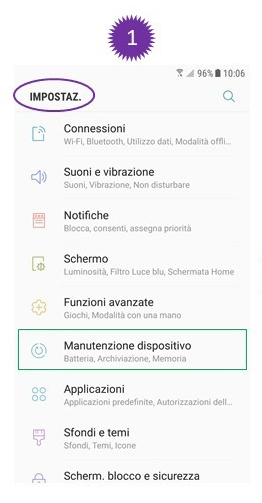 1
96% 10:06
IMPOSTAZ.
Connessioni
Wi-Fi, Bluetooth, Utilizzo dati, Modalità offli...
Suoni e vibrazione
Suoni, Vibrazione, Non disturbare
Notifiche
Blocca, consenti, assegna priorità
Schermo
Luminosità, Filtro Luce blu, Schermata Home
Funzioni avanzate
Giochi, Modalità con una mano
Manutenzione dispositivo
Batteria, Archiviazione, Memoria
Applicazioni
Applicazioni predefinite, Autorizzazioni dell...
Sfondi e temi
Sfondi, Temi, Icone
Scherm. blocco e sicurezza